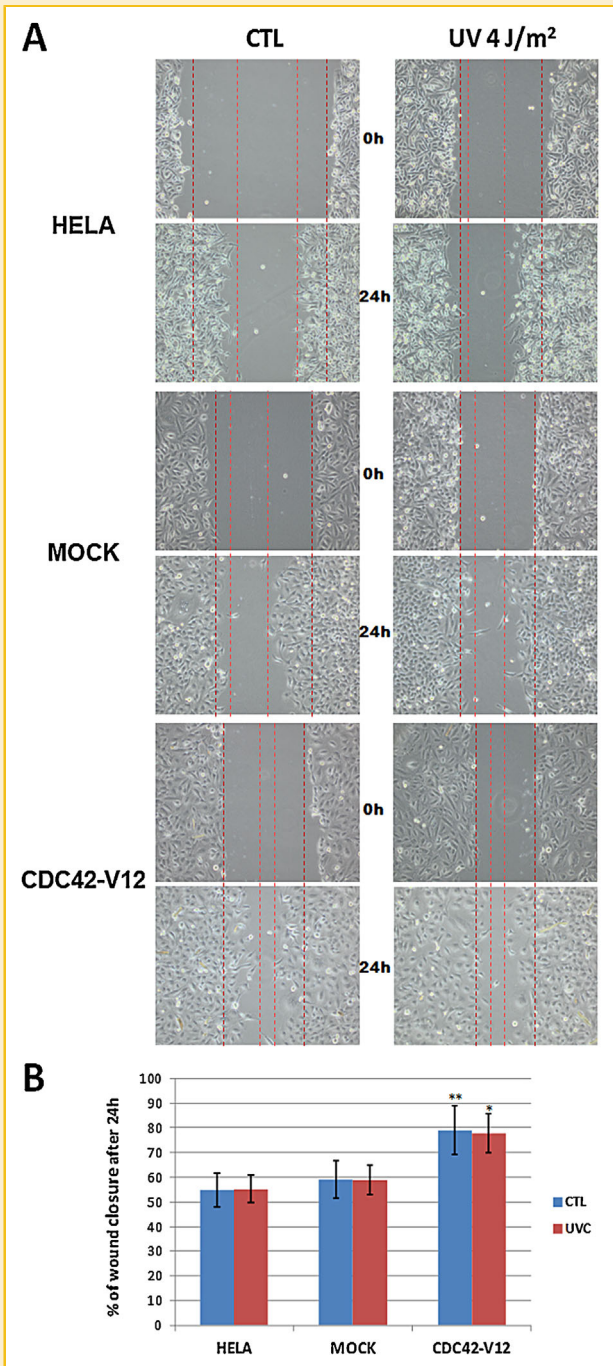 A
CTL UV 4 J/m²
0h
HELA
24h
0h
MOCK
24h
0h
CDC42-V12
24h
B
% of wound closure after 24h
100
90
80
70
60
50
40
30
20
10
0
** *
CTL
UVC
HELA MOCK CDC42-V12